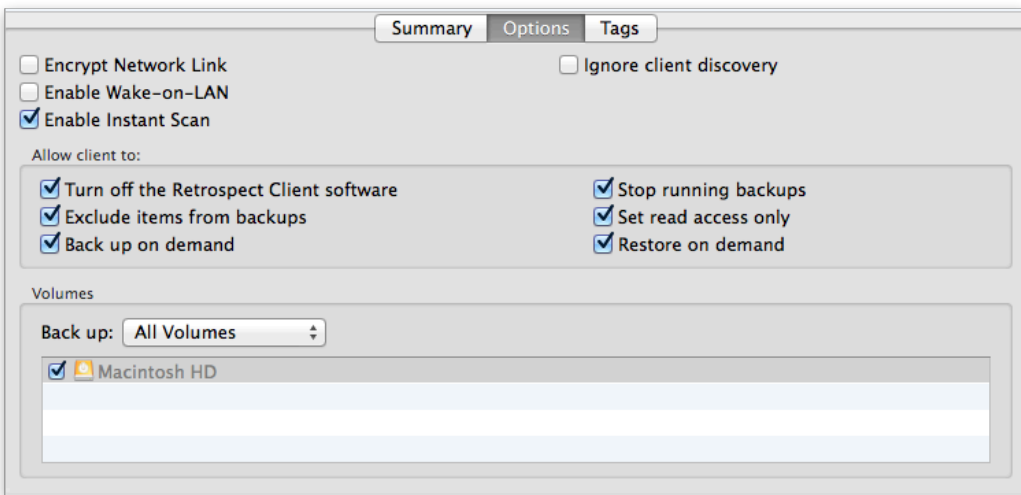 Summary Options Tags
Encrypt Network Link Ignore client discovery
Enable Wake-on-LAN
Enable Instant Scan
Allow client to:
Turn off the Retrospect Client software Stop running backups
Exclude items from backups Set read access only
Back up on demand Restore on demand
Volumes
Back up: All Volumes
Macintosh HD